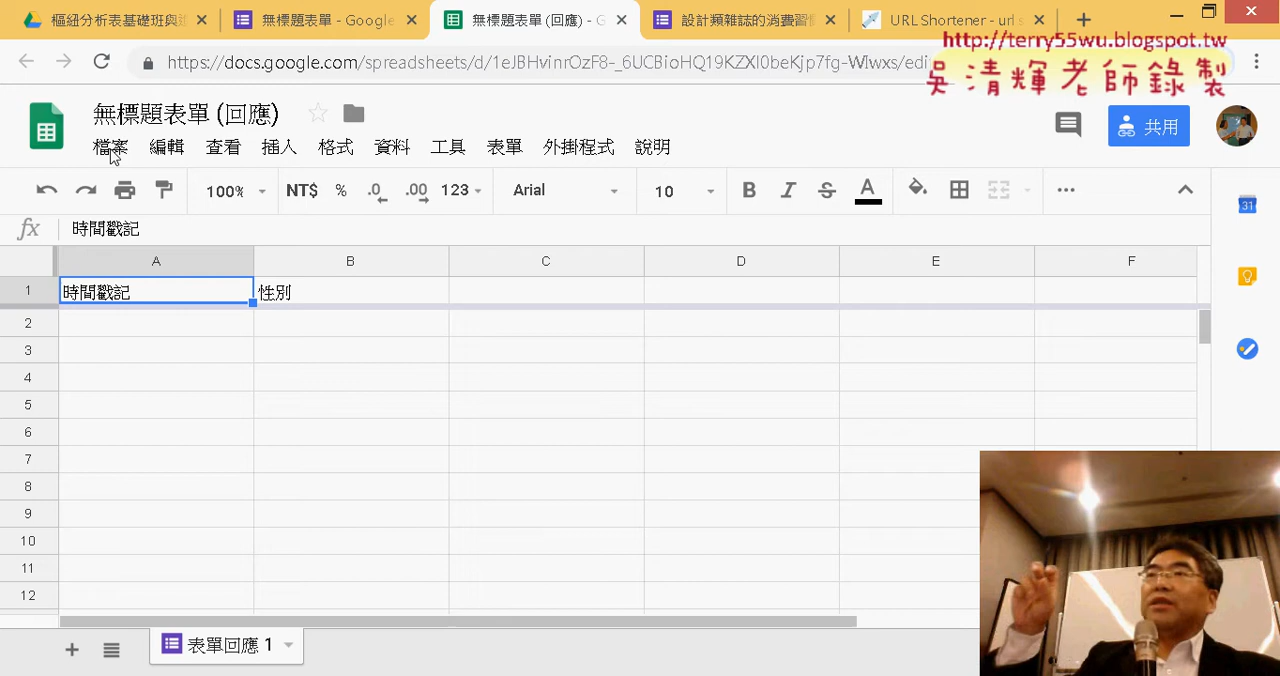 樞紐分析表基礎班與進
無標題表單 - Google
無標題表單 (回應) - G
設計類雜誌的消費習慣
URL Shortener - url s
http://terry55wu.blogspot.tw
https://docs.google.com/spreadsheets/d/1eJBHvinrOzF8-_6UCBioHQ19KZXl0beKjp7fg-WIwxs/edi
吳清輝老師錄製
無標題表單 (回應)
共用
檔案 編輯 查看 插入 格式 資料 工具 表單 外掛程式 說明
100% NT$ % .0 .00 123 Arial 10 B I S A
31
fx 時間戳記
A B C D E F
1 時間戳記 性別
2
3
4
5
6
7
8
9
10
11
12
表單回應 1